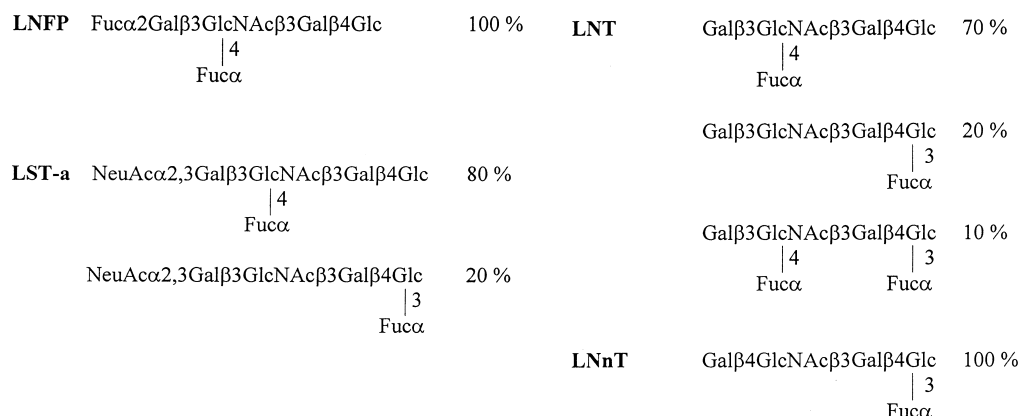 LNFP Fucα2Galβ3GlcNAcβ3Galβ4Glc 100 %
4
Fucα
LST-a NeuAcα2,3Galβ3GlcNAcβ3Galβ4Glc 80 %
4
Fucα
NeuAcα2,3Galβ3GlcNAcβ3Galβ4Glc 20 %
3
Fucα
LNT Galβ3GlcNAcβ3Galβ4Glc 70 %
4
Fucα
Galβ3GlcNAcβ3Galβ4Glc 20 %
3
Fucα
Galβ3GlcNAcβ3Galβ4Glc 10 %
4 3
Fucα Fucα
LNnT Galβ4GlcNAcβ3Galβ4Glc 100 %
3
Fucα